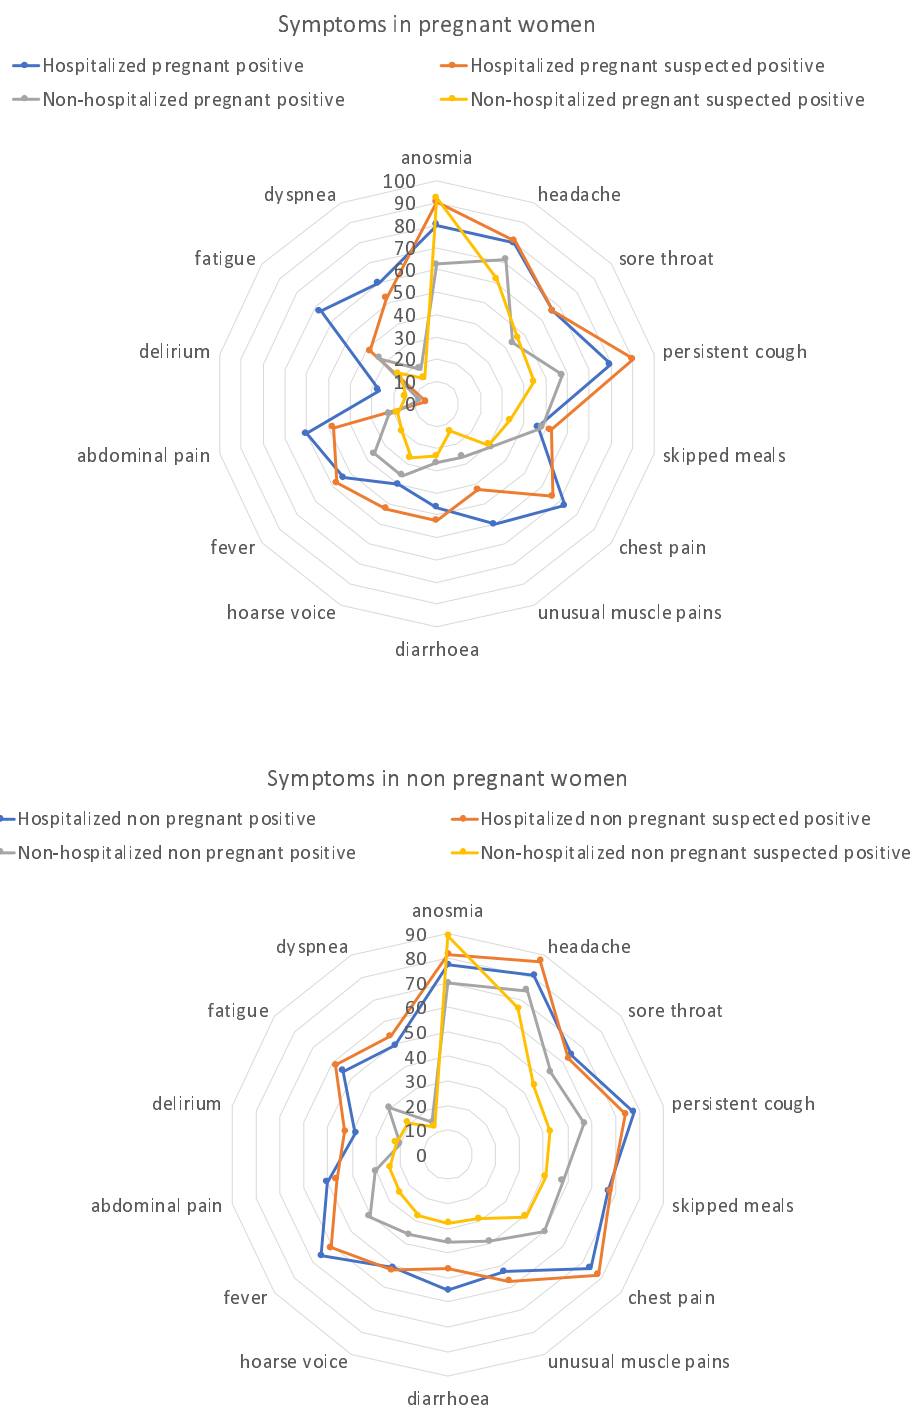 Symptoms in pregnant women
Hospitalized pregnant positive
Hospitalized pregnant suspected positive
Non-hospitalized pregnant positive
Non-hospitalized pregnant suspected positive
anosmia
headache
sore throat
persistent cough
skipped meals
chest pain
unusual muscle pains
diarrhoea
hoarse voice
fever
abdominal pain
delirium
fatigue
dyspnea
100
90
80
70
60
50
40
30
20
10
0
Symptoms in non pregnant women
Hospitalized non pregnant positive
Hospitalized non pregnant suspected positive
Non-hospitalized non pregnant positive
Non-hospitalized non pregnant suspected positive
anosmia
headache
sore throat
persistent cough
skipped meals
chest pain
unusual muscle pains
diarrhoea
hoarse voice
fever
abdominal pain
delirium
fatigue
dyspnea
90
80
70
60
50
40
30
20
10
0